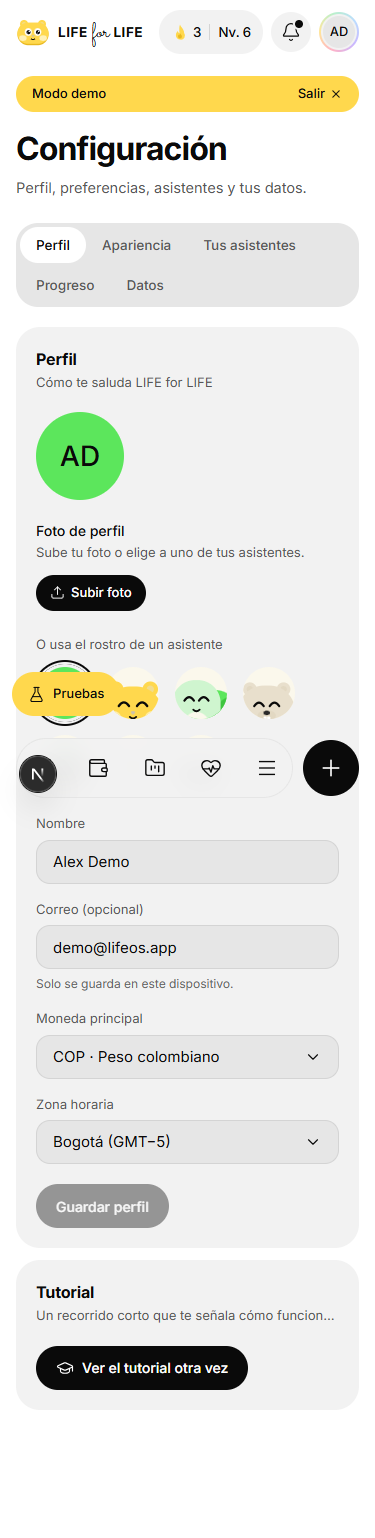 LIFE for LIFE
3
Nv. 6
AD
Modo demo
Salir
Configuración
Perfil, preferencias, asistentes y tus datos.
Perfil
Apariencia
Tus asistentes
Progreso
Datos
Perfil
Cómo te saluda LIFE for LIFE
AD
Foto de perfil
Sube tu foto o elige a uno de tus asistentes.
Subir foto
O usa el rostro de un asistente
Pruebas
N
Nombre
Alex Demo
Correo (opcional)
demo@lifeos.app
Solo se guarda en este dispositivo.
Moneda principal
COP · Peso colombiano
Zona horaria
Bogotá (GMT−5)
Guardar perfil
Tutorial
Un recorrido corto que te señala cómo funcion...
Ver el tutorial otra vez